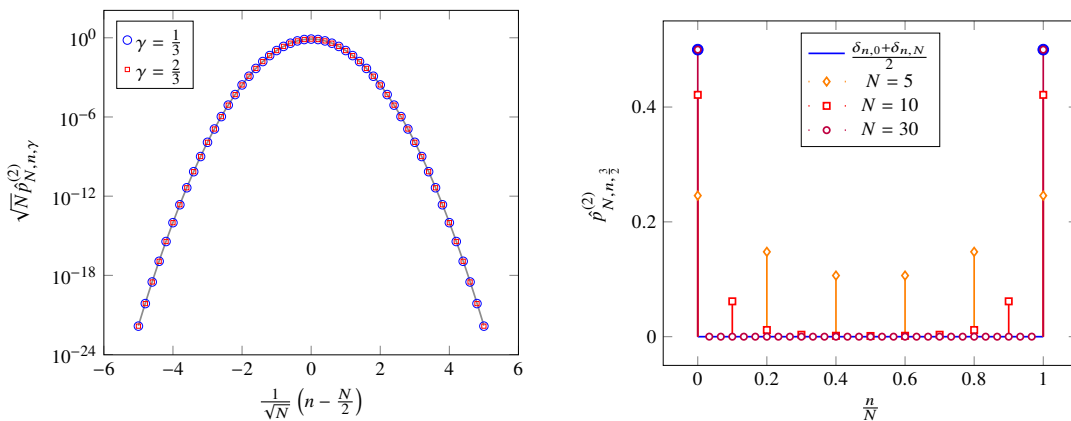 10^0
10^{−6}
10^{−12}
10^{−18}
10^{−24}
√N p̂^{(2)}_{N,n,γ}
γ = 1/3
γ = 2/3
−6 −4 −2 0 2 4 6
1/√N (n − N/2)
0.4
0.2
0
p̂^{(2)}_{N,n,3/2}
(δ_{n,0}+δ_{n,N})/2
N = 5
N = 10
N = 30
0 0.2 0.4 0.6 0.8 1
n/N